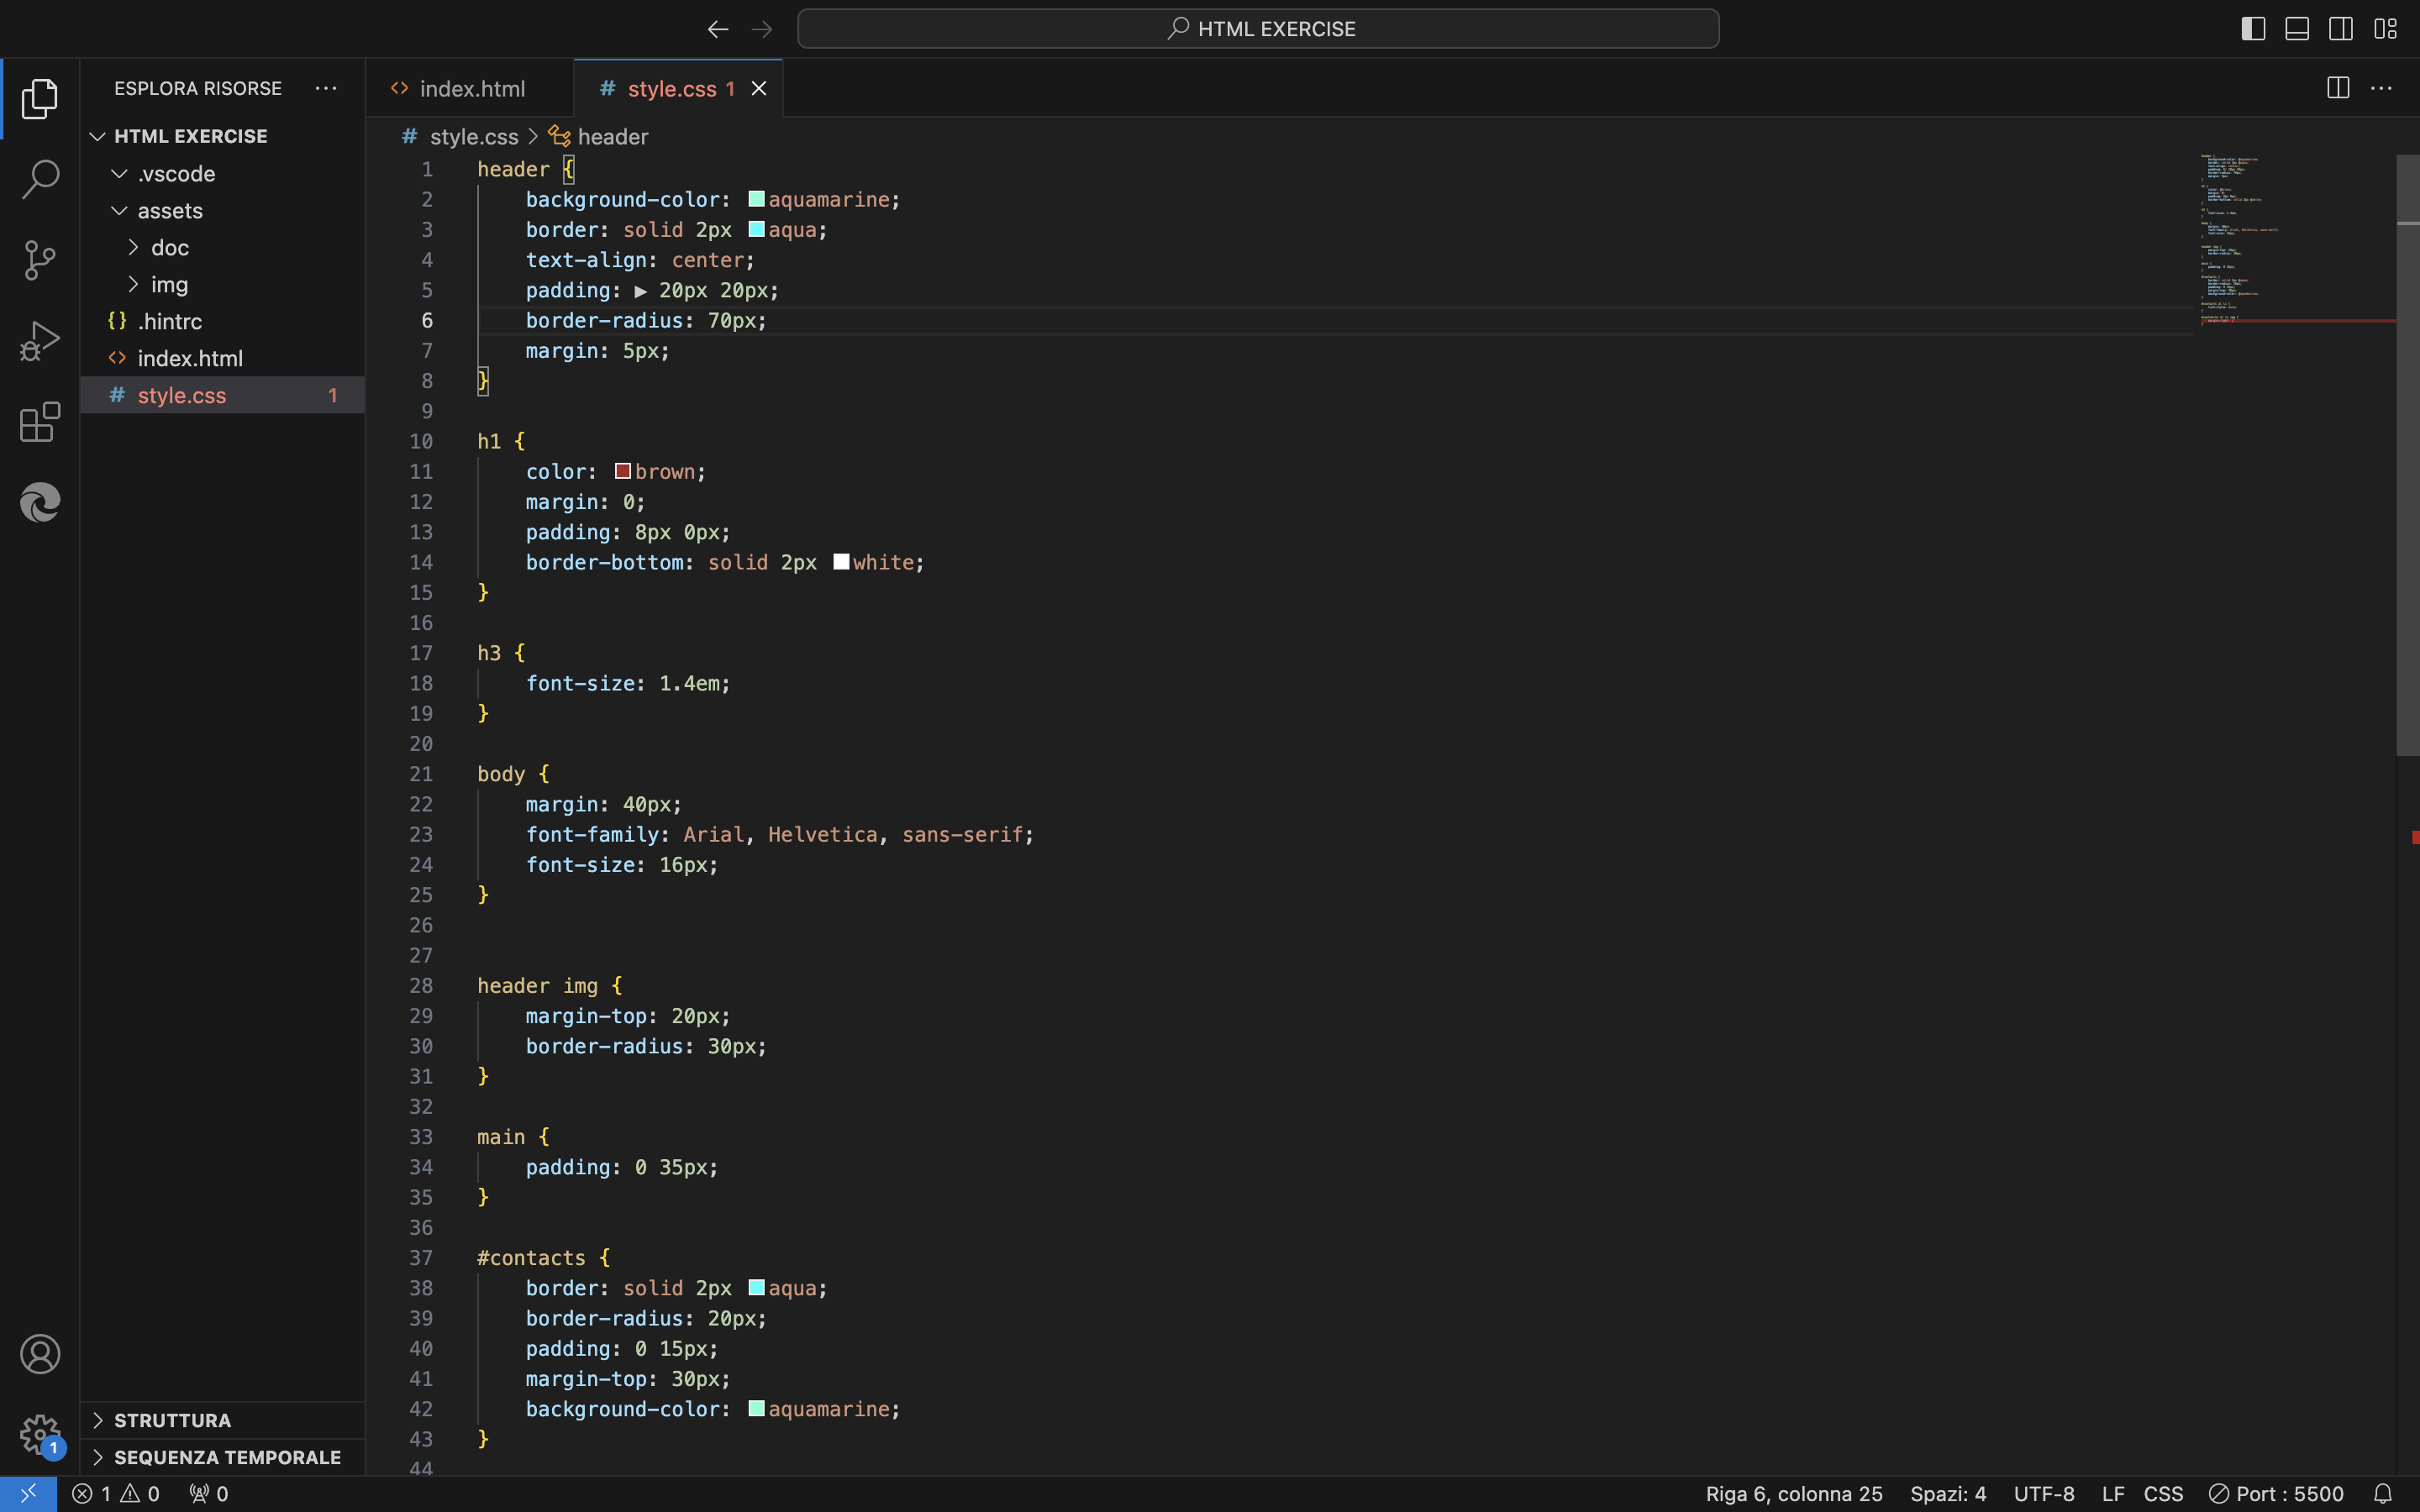 HTML EXERCISE
ESPLORA RISORSE
HTML EXERCISE
.vscode
assets
doc
img
.hintrc
index.html
style.css 1
STRUTTURA
SEQUENZA TEMPORALE
index.html
style.css 1
style.css > header
1 header {
2 background-color: aquamarine;
3 border: solid 2px aqua;
4 text-align: center;
5 padding: ▶ 20px 20px;
6 border-radius: 70px;
7 margin: 5px;
8 }
9
10 h1 {
11 color: brown;
12 margin: 0;
13 padding: 8px 0px;
14 border-bottom: solid 2px white;
15 }
16
17 h3 {
18 font-size: 1.4em;
19 }
20
21 body {
22 margin: 40px;
23 font-family: Arial, Helvetica, sans-serif;
24 font-size: 16px;
25 }
26
27
28 header img {
29 margin-top: 20px;
30 border-radius: 30px;
31 }
32
33 main {
34 padding: 0 35px;
35 }
36
37 #contacts {
38 border: solid 2px aqua;
39 border-radius: 20px;
40 padding: 0 15px;
41 margin-top: 30px;
42 background-color: aquamarine;
43 }
44
1
1 0 0
Riga 6, colonna 25 Spazi: 4 UTF-8 LF CSS Port : 5500